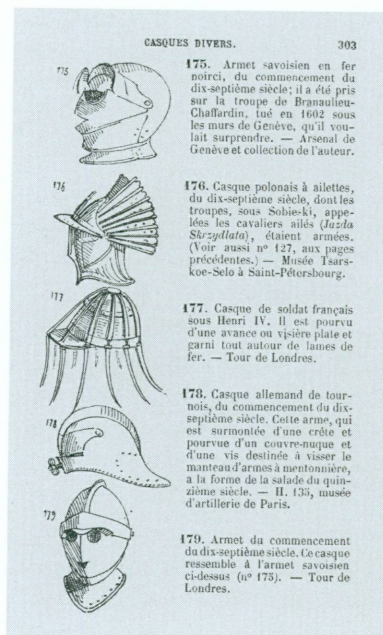 CASQUES DIVERS. 303
175
175. Armet savoisien en fer
noirci, du commencement du
dix-septième siècle; il a été pris
sur la troupe de Branaulieu-
Chaffardin, tué en 1602 sous
les murs de Genève, qu'il vou-
lait surprendre. — Arsenal de
Genève et collection de l'auteur.
176
176. Casque polonais à ailettes,
du dix-septième siècle, dont les
troupes, sous Sobieski, appe-
lées les cavaliers ailés (Jazda
Skrzydlata), étaient armées.
(Voir aussi n° 127, aux pages
précédentes.) — Musée Tsars-
koe-Selo à Saint-Pétersbourg.
177
177. Casque de soldat français
sous Henri IV. Il est pourvu
d'une avance ou visière plate et
garni tout autour de lames de
fer. — Tour de Londres.
178
178. Casque allemand de tour-
nois, du commencement du dix-
septième siècle. Cette arme, qui
est surmontée d'une crête et
pourvue d'un couvre-nuque et
d'une vis destinée à visser le
manteau d'armes à mentonnière,
a la forme de la salade du quin-
zième siècle. — H. 135, musée
d'artillerie de Paris.
179
179. Armet du commencement
du dix-septième siècle. Ce casque
ressemble à l'armet savoisien
ci-dessus (n° 175). — Tour de
Londres.